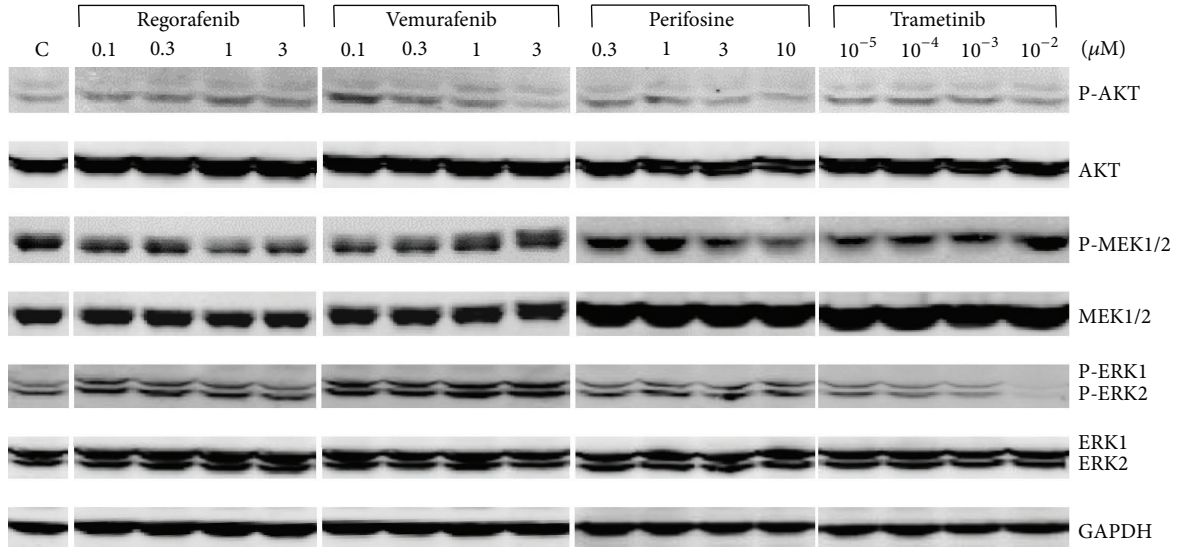 Regorafenib Vemurafenib Perifosine Trametinib
C 0.1 0.3 1 3 0.1 0.3 1 3 0.3 1 3 10 10⁻⁵ 10⁻⁴ 10⁻³ 10⁻² (μM)
P-AKT
AKT
P-MEK1/2
MEK1/2
P-ERK1
P-ERK2
ERK1
ERK2
GAPDH